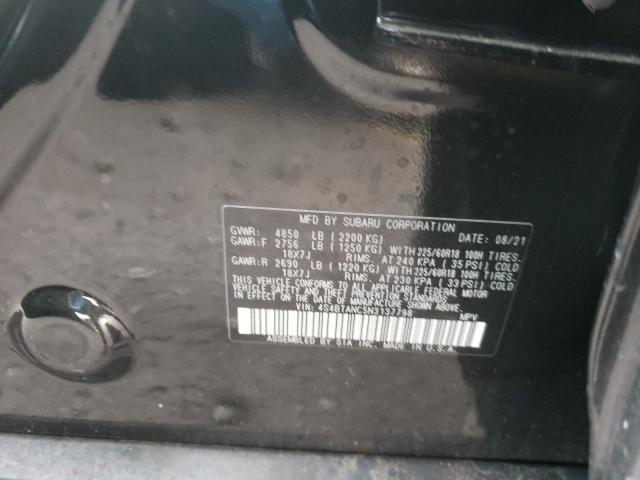 MFD BY SUBARU CORPORATION DATE: 08/21
GVWR: 4850 LB (2200 KG)
GAWR:F 2756 LB (1250 KG) WITH 225/60R18 100H TIRES,
18X7J RIMS, AT 240 KPA (35 PSI) COLD
GAWR:R 2690 LB (1220 KG) WITH 225/60R18 100H TIRES,
18X7J RIMS, AT 230 KPA (33 PSI) COLD
THIS VEHICLE CONFORMS TO ALL APPLICABLE FEDERAL MOTOR
VEHICLE SAFETY AND THEFT PREVENTION STANDARDS
IN EFFECT ON THE DATE OF MANUFACTURE SHOWN ABOVE.
VIN: 4S4BTANC5N3137798 MPV
ASSEMBLED BY SIA INC. MADE IN U.S.A.